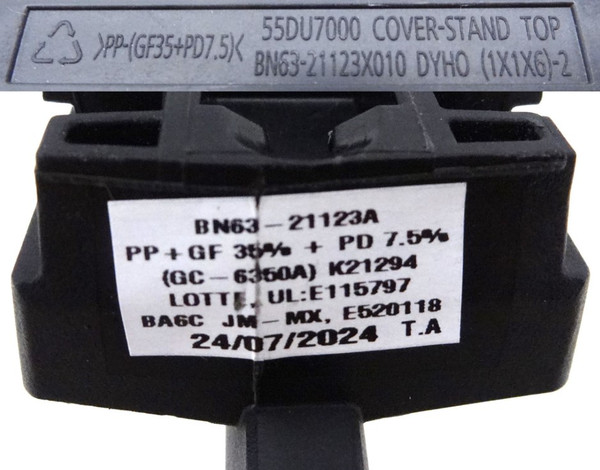 >PP-(GF35+PD7.5)<
55DU7000 COVER-STAND TOP
BN63-21123X010 DYHO (1X1X6)-2
BN63-21123A
PP+GF 35% + PD 7.5%
(GC-6350A) K21294
LOTTE, UL:E115797
BA6C JM-MX, E520118
24/07/2024 T.A